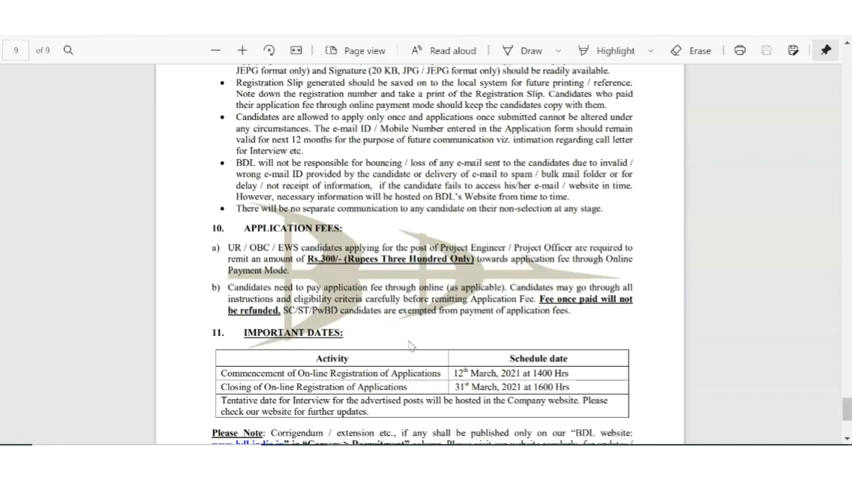 9 of 9 Page view Read aloud Draw Highlight Erase
JEPG format only) and Signature (20 KB, JPG / JEPG format only) should be readily available.
• Registration Slip generated should be saved on to the local system for future printing / reference.
Note down the registration number and take a print of the Registration Slip. Candidates who paid
their application fee through online payment mode should keep the candidates copy with them.
• Candidates are allowed to apply only once and applications once submitted cannot be altered under
any circumstances. The e-mail ID / Mobile Number entered in the Application form should remain
valid for next 12 months for the purpose of future communication viz. intimation regarding call letter
for Interview etc.
• BDL will not be responsible for bouncing / loss of any e-mail sent to the candidates due to invalid /
wrong e-mail ID provided by the candidate or delivery of e-mail to spam / bulk mail folder or for
delay / not receipt of information, if the candidate fails to access his/her e-mail / website in time.
However, necessary information will be hosted on BDL's Website from time to time.
• There will be no separate communication to any candidate on their non-selection at any stage.
10. APPLICATION FEES:
a) UR / OBC / EWS candidates applying for the post of Project Engineer / Project Officer are required to
remit an amount of Rs.300/- (Rupees Three Hundred Only) towards application fee through Online
Payment Mode.
b) Candidates need to pay application fee through online (as applicable). Candidates may go through all
instructions and eligibility criteria carefully before remitting Application Fee. Fee once paid will not
be refunded. SC/ST/PwBD candidates are exempted from payment of application fees.
11. IMPORTANT DATES:
Activity Schedule date
Commencement of On-line Registration of Applications 12th March, 2021 at 1400 Hrs
Closing of On-line Registration of Applications 31st March, 2021 at 1600 Hrs
Tentative date for Interview for the advertised posts will be hosted in the Company website. Please
check our website for further updates.
Please Note: Corrigendum / extension etc., if any shall be published only on our "BDL website: